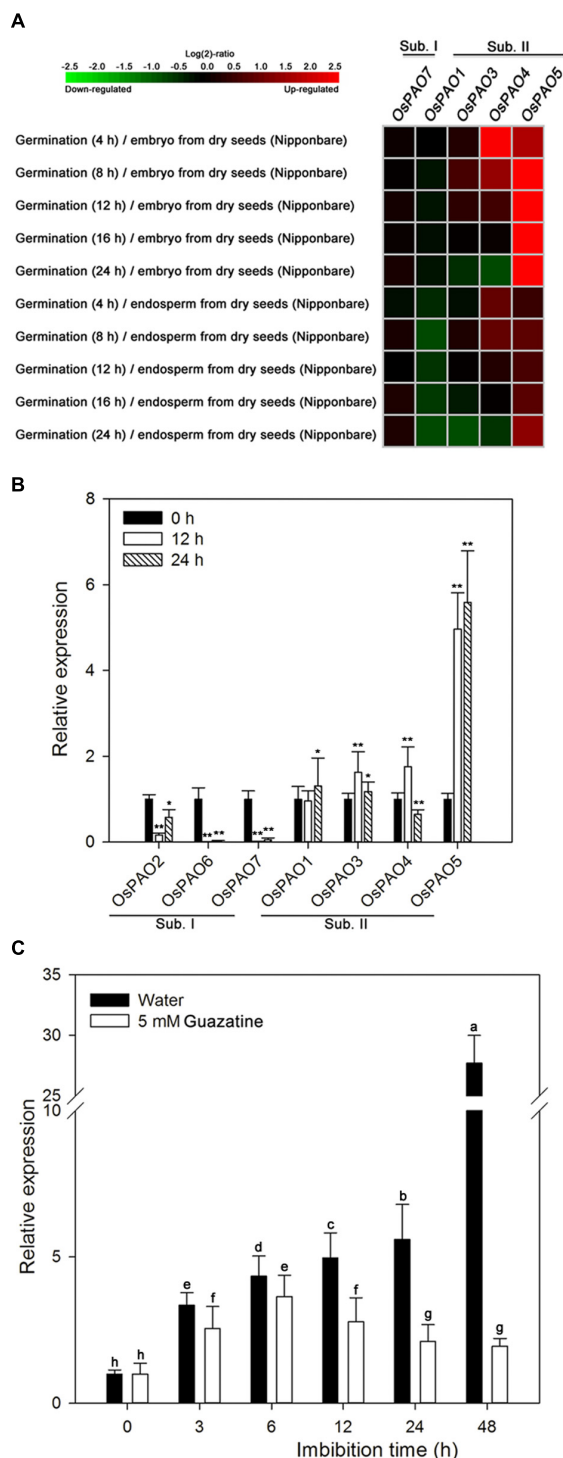 A
Log(2)-ratio
-2.5 -2.0 -1.5 -1.0 -0.5 0.0 0.5 1.0 1.5 2.0 2.5
Down-regulated Up-regulated
Sub. I Sub. II
OsPAO7 OsPAO1 OsPAO3 OsPAO4 OsPAO5
Germination (4 h) / embryo from dry seeds (Nipponbare)
Germination (8 h) / embryo from dry seeds (Nipponbare)
Germination (12 h) / embryo from dry seeds (Nipponbare)
Germination (16 h) / embryo from dry seeds (Nipponbare)
Germination (24 h) / embryo from dry seeds (Nipponbare)
Germination (4 h) / endosperm from dry seeds (Nipponbare)
Germination (8 h) / endosperm from dry seeds (Nipponbare)
Germination (12 h) / endosperm from dry seeds (Nipponbare)
Germination (16 h) / endosperm from dry seeds (Nipponbare)
Germination (24 h) / endosperm from dry seeds (Nipponbare)
B
Relative expression
8
6
4
2
0
0 h
12 h
24 h
** *
** **
** **
*
** *
** **
** **
OsPAO2 OsPAO6 OsPAO7 OsPAO1 OsPAO3 OsPAO4 OsPAO5
Sub. I Sub. II
C
Relative expression
35
30
25
10
5
0
Water
5 mM Guazatine
h h e f d e c f b g a g
0 3 6 12 24 48
Imbibition time (h)